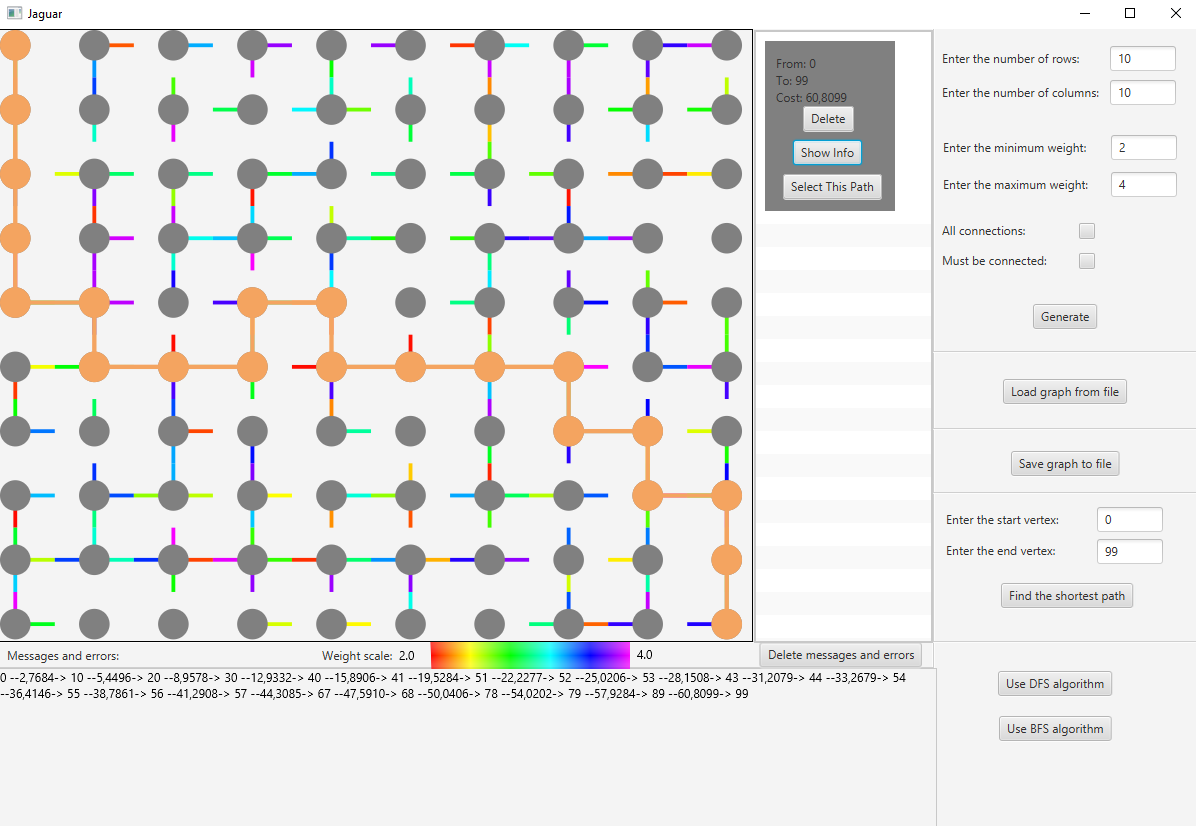 Jaguar
From: 0
To: 99
Cost: 60,8099
Delete
Show Info
Select This Path
Enter the number of rows: 10
Enter the number of columns: 10
Enter the minimum weight: 2
Enter the maximum weight: 4
All connections:
Must be connected:
Generate
Load graph from file
Save graph to file
Enter the start vertex: 0
Enter the end vertex: 99
Find the shortest path
Messages and errors: Weight scale: 2.0 4.0 Delete messages and errors
0 --2,7684-> 10 --5,4496-> 20 --8,9578-> 30 --12,9332-> 40 --15,8906-> 41 --19,5284-> 51 --22,2277-> 52 --25,0206-> 53 --28,1508-> 43 --31,2079-> 44 --33,2679-> 54
--36,4146-> 55 --38,7861-> 56 --41,2908-> 57 --44,3085-> 67 --47,5910-> 68 --50,0406-> 78 --54,0202-> 79 --57,9284-> 89 --60,8099-> 99
Use DFS algorithm
Use BFS algorithm